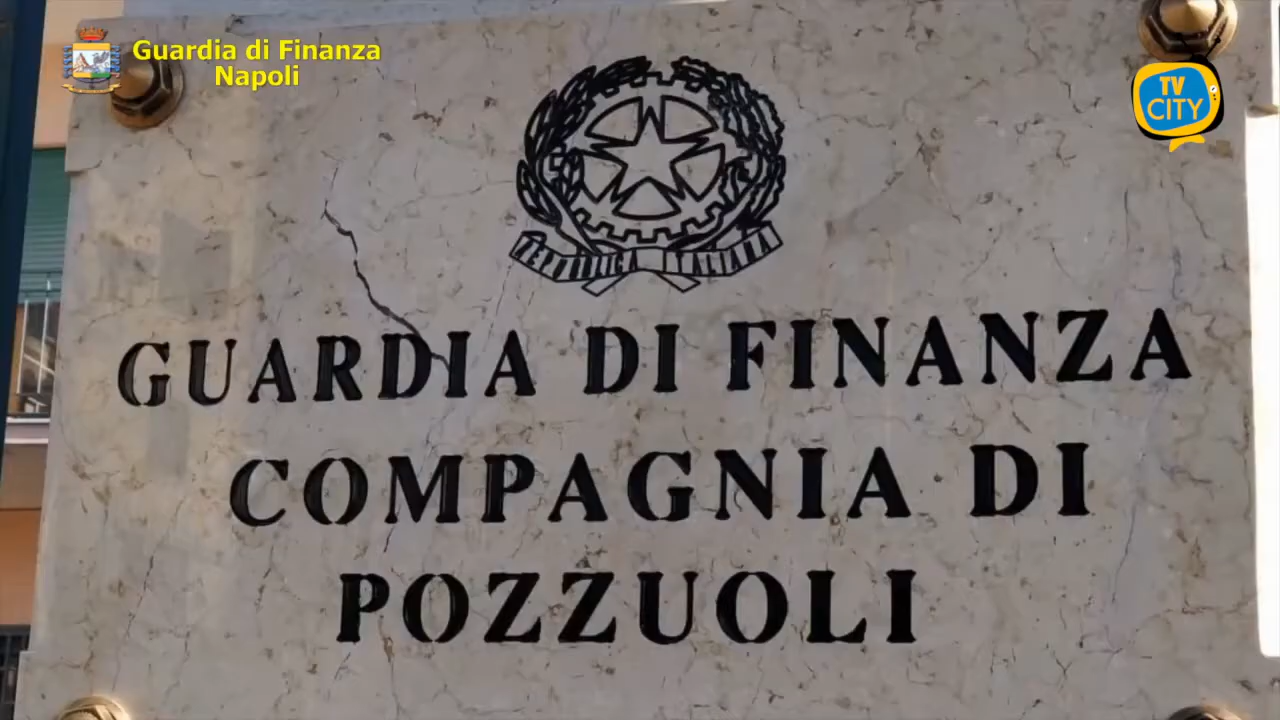 Guardia di Finanza
Napoli
TV
CITY
REPUBBLICA ITALIANA
GUARDIA DI FINANZA
COMPAGNIA DI
POZZUOLI